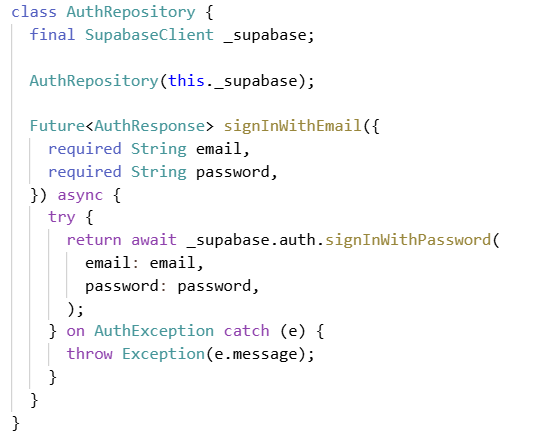 class AuthRepository {
  final SupabaseClient _supabase;

  AuthRepository(this._supabase);

  Future<AuthResponse> signInWithEmail({
    required String email,
    required String password,
  }) async {
    try {
      return await _supabase.auth.signInWithPassword(
        email: email,
        password: password,
      );
    } on AuthException catch (e) {
      throw Exception(e.message);
    }
  }
}